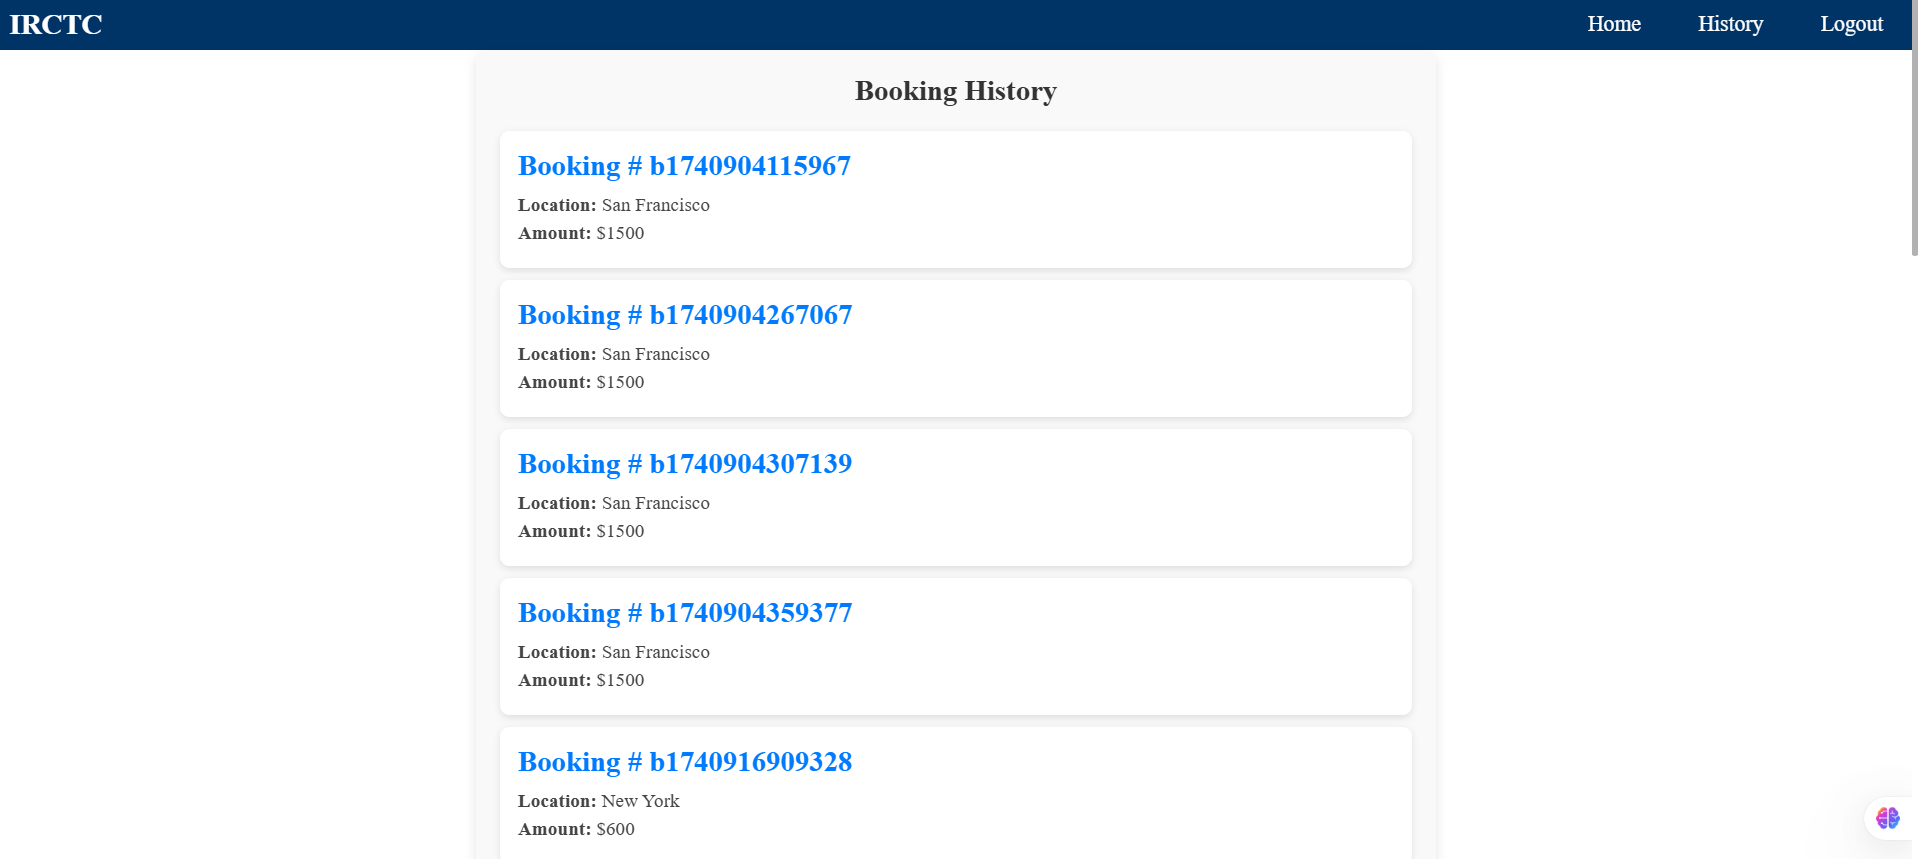 IRCTC
Home History Logout
Booking History
Booking # b1740904115967
Location: San Francisco
Amount: $1500
Booking # b1740904267067
Location: San Francisco
Amount: $1500
Booking # b1740904307139
Location: San Francisco
Amount: $1500
Booking # b1740904359377
Location: San Francisco
Amount: $1500
Booking # b1740916909328
Location: New York
Amount: $600